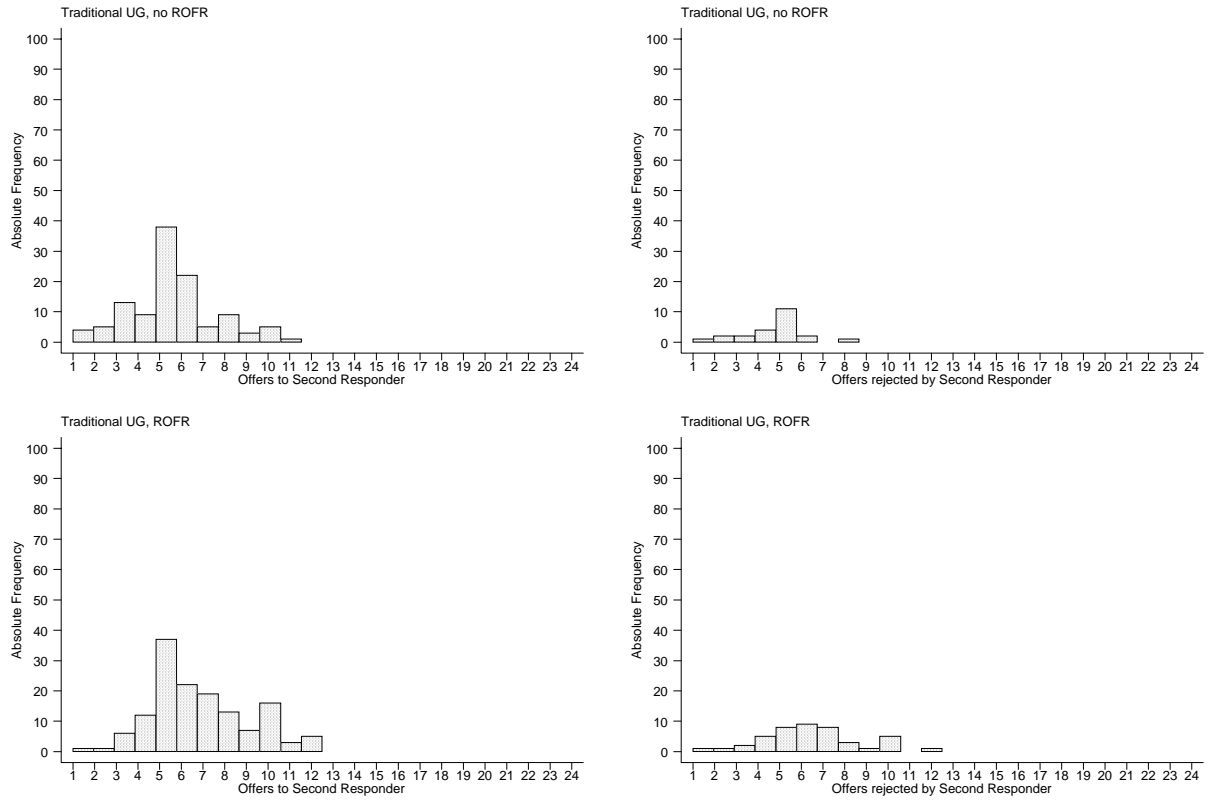 Traditional UG, no ROFR
100
90
80
70
60
50
40
30
20
10
0
Absolute Frequency
1 2 3 4 5 6 7 8 9 10 11 12 13 14 15 16 17 18 19 20 21 22 23 24
Offers to Second Responder
Traditional UG, no ROFR
100
90
80
70
60
50
40
30
20
10
0
Absolute Frequency
1 2 3 4 5 6 7 8 9 10 11 12 13 14 15 16 17 18 19 20 21 22 23 24
Offers rejected by Second Responder
Traditional UG, ROFR
100
90
80
70
60
50
40
30
20
10
0
Absolute Frequency
1 2 3 4 5 6 7 8 9 10 11 12 13 14 15 16 17 18 19 20 21 22 23 24
Offers to Second Responder
Traditional UG, ROFR
100
90
80
70
60
50
40
30
20
10
0
Absolute Frequency
1 2 3 4 5 6 7 8 9 10 11 12 13 14 15 16 17 18 19 20 21 22 23 24
Offers rejected by Second Responder